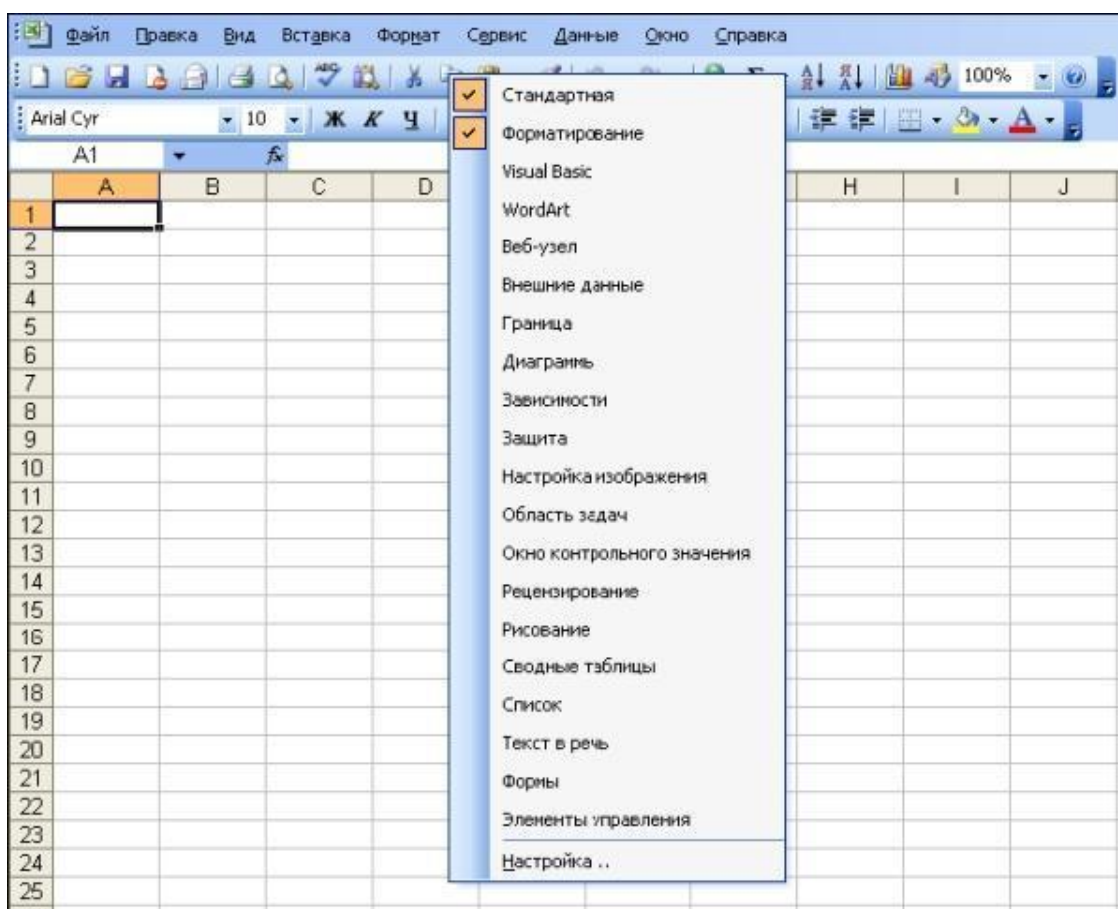 Файл Правка Вид Вставка Формат Сервис Данные Окно Справка
100%
Arial Cyr 10 Ж К Ч А
A1 fx
A B C D H I J
1
2
3
4
5
6
7
8
9
10
11
12
13
14
15
16
17
18
19
20
21
22
23
24
25
Стандартная
Форматирование
Visual Basic
WordArt
Веб-узел
Внешние данные
Граница
Диаграммы
Зависимости
Защита
Настройка изображения
Область задач
Окно контрольного значения
Рецензирование
Рисование
Сводные таблицы
Список
Текст в речь
Формы
Элементы управления
Настройка...